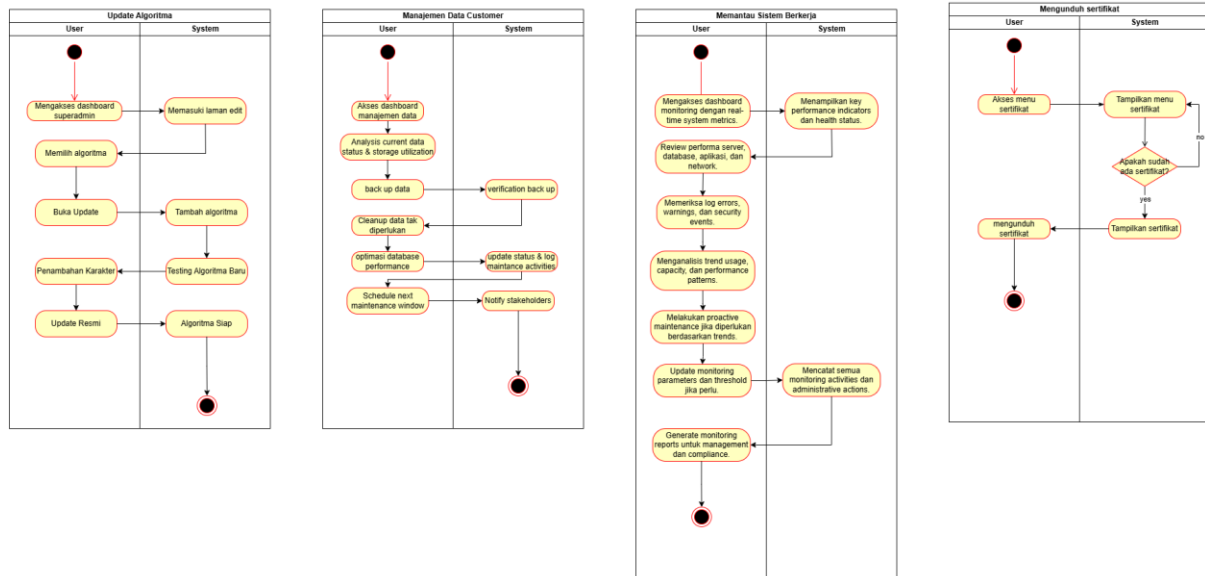 Update Algoritma
User
System
Mengakses dashboard
superadmin
Memasuki laman edit
Memilih algoritma
Buka Update
Tambah algoritma
Penambahan Karakter
Testing Algoritma Baru
Update Resmi
Algoritma Siap
Manajemen Data Customer
User
System
Akses dashboard
manajemen data
Analysis current data
status & storage utilization
back up data
verification back up
Cleanup data tak
diperlukan
optimasi database
performance
update status & log
maintance activities
Schedule next
maintenance window
Notify stakeholders
Memantau Sistem Berkerja
User
System
Mengakses dashboard
monitoring dengan real-
time system metrics.
Menampilkan key
performance indicators
dan health status.
Review performa server,
database, aplikasi, dan
network.
Memeriksa log errors,
warnings, dan security
events.
Menganalisis trend usage,
capacity, dan performance
patterns.
Melakukan proactive
maintenance jika diperlukan
berdasarkan trends.
Update monitoring
parameters dan threshold
jika perlu.
Mencatat semua
monitoring activities dan
administrative actions.
Generate monitoring
reports untuk management
dan compliance.
Mengunduh sertifikat
User
System
Akses menu
sertifikat
Tampilkan menu
sertifikat
no
Apakah sudah
ada sertifikat?
yes
mengunduh
sertifikat
Tampilkan sertifikat